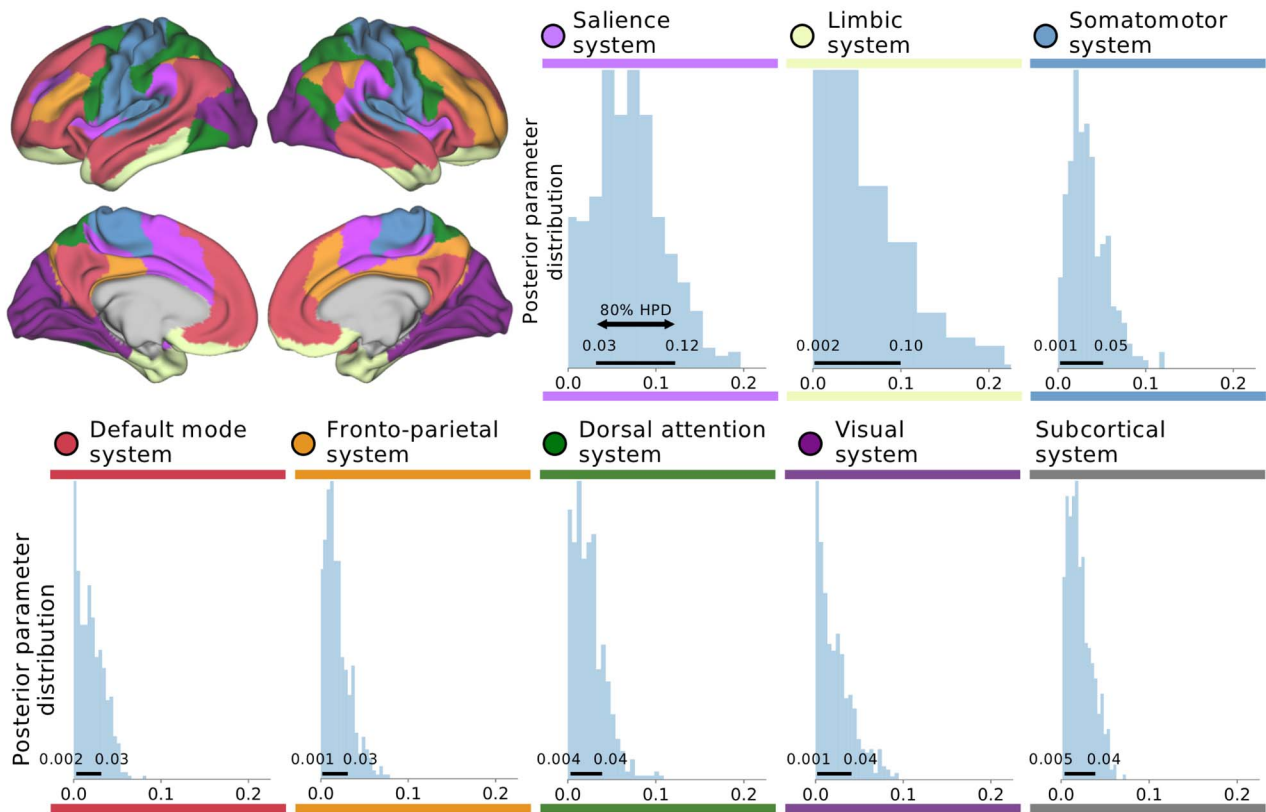 Salience
system
Limbic
system
Somatomotor
system
Posterior parameter
distribution
80% HPD
0.03 0.12
0.002 0.10
0.001 0.05
0.0 0.1 0.2
0.0 0.1 0.2
0.0 0.1 0.2
Default mode
system
Fronto-parietal
system
Dorsal attention
system
Visual
system
Subcortical
system
Posterior parameter
distribution
0.002 0.03
0.001 0.03
0.004 0.04
0.001 0.04
0.005 0.04
0.0 0.1 0.2
0.0 0.1 0.2
0.0 0.1 0.2
0.0 0.1 0.2
0.0 0.1 0.2